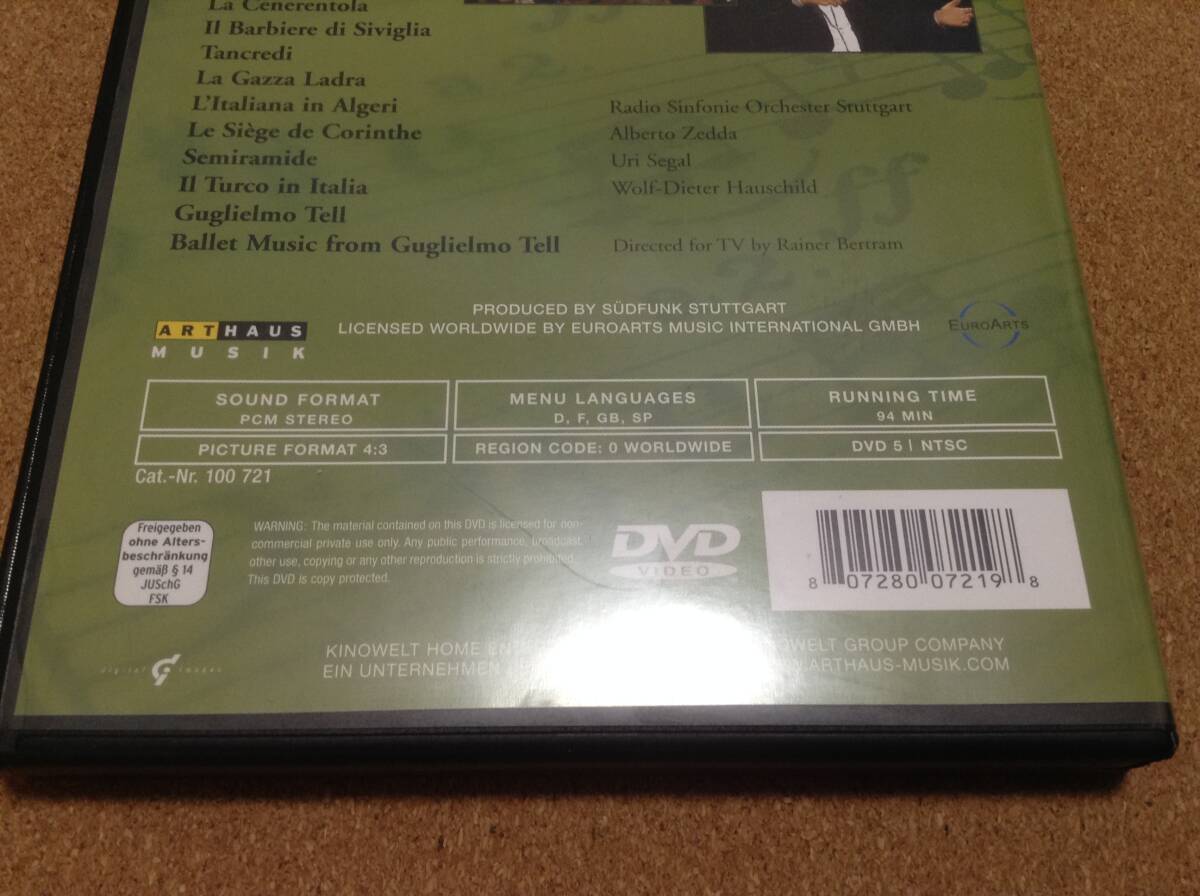 La Cenerentola
Il Barbiere di Siviglia
Tancredi
La Gazza Ladra
L'Italiana in Algeri
Le Siège de Corinthe
Semiramide
Il Turco in Italia
Guglielmo Tell
Ballet Music from Guglielmo Tell
Radio Sinfonie Orchester Stuttgart
Alberto Zedda
Uri Segal
Wolf-Dieter Hauschild
Directed for TV by Rainer Bertram
PRODUCED BY SÜDFUNK STUTTGART
LICENSED WORLDWIDE BY EUROARTS MUSIC INTERNATIONAL GMBH
ARTHAUS
MUSIK
EUROARTS
SOUND FORMAT
PCM STEREO
MENU LANGUAGES
D, F, GB, SP
RUNNING TIME
94 MIN
PICTURE FORMAT 4:3
REGION CODE: 0 WORLDWIDE
DVD 5 | NTSC
Cat.-Nr. 100 721
Freigegeben
ohne Alters-
beschränkung
gemäß § 14
JUSchG
FSK
WARNING: The material contained on this DVD is licensed for non-
commercial private use only. Any public performance, broadcast,
other use, copying or any other reproduction is strictly prohibited.
This DVD is copy protected.
DVD
VIDEO
8 07280 07219 8
digital images
KINOWELT HOME
EIN UNTERNEHMEN
GROUP COMPANY
ARTHAUS-MUSIK.COM